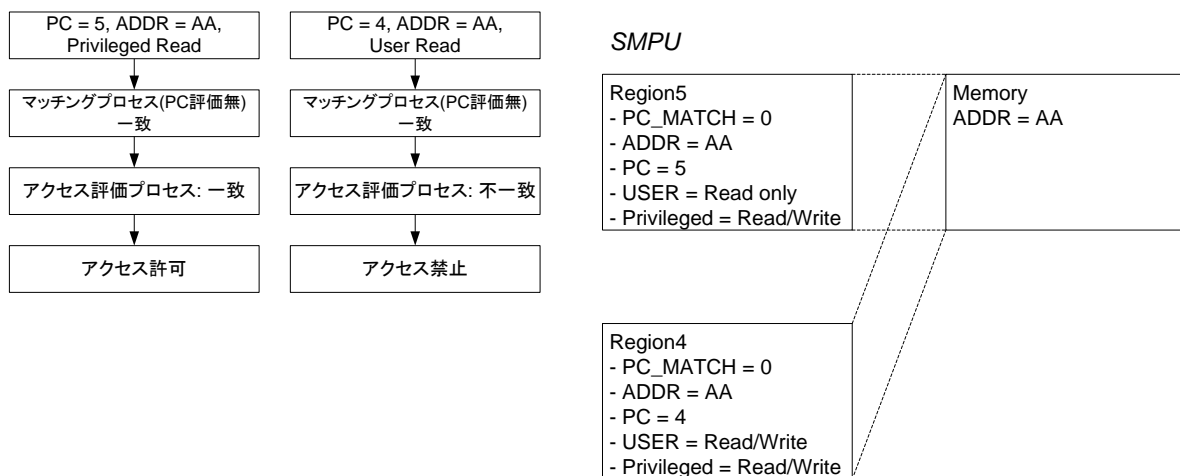 PC = 5, ADDR = AA,
Privileged Read
マッチングプロセス(PC評価無)
一致
アクセス評価プロセス: 一致
アクセス許可
PC = 4, ADDR = AA,
User Read
マッチングプロセス(PC評価無)
一致
アクセス評価プロセス: 不一致
アクセス禁止
SMPU
Region5
- PC_MATCH = 0
- ADDR = AA
- PC = 5
- USER = Read only
- Privileged = Read/Write
Memory
ADDR = AA
Region4
- PC_MATCH = 0
- ADDR = AA
- PC = 4
- USER = Read/Write
- Privileged = Read/Write